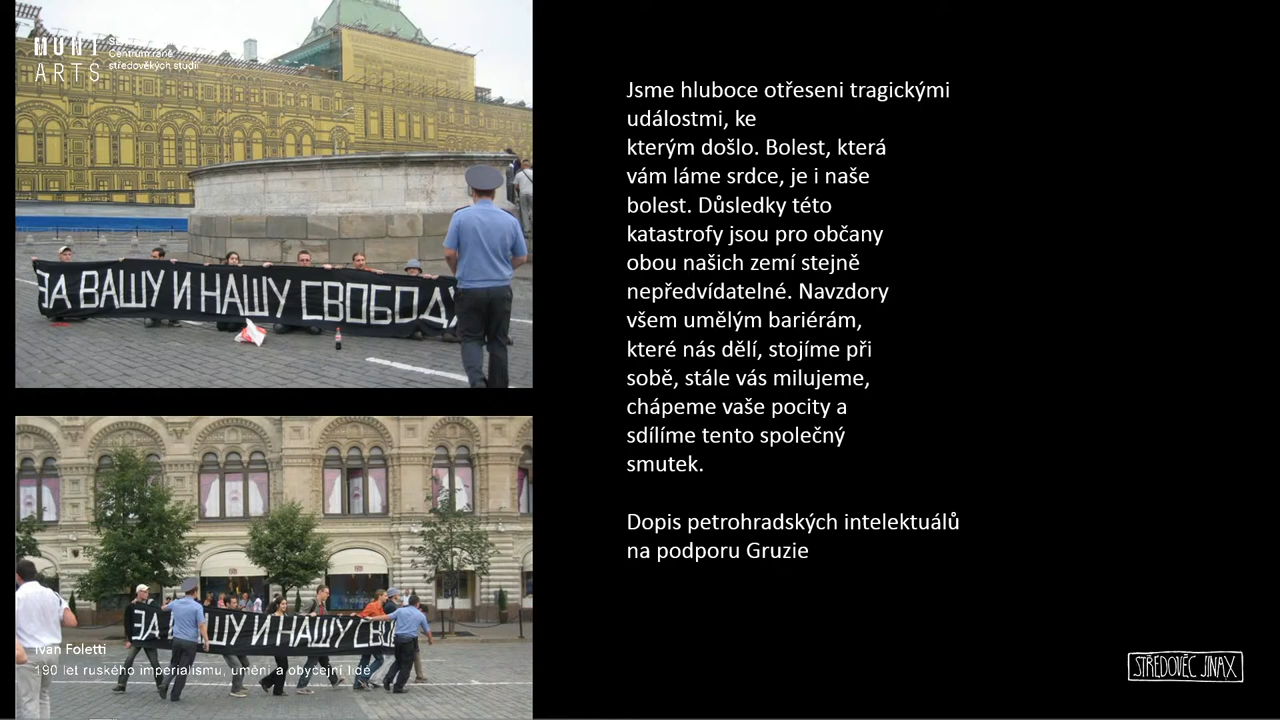 MUNI
ARTS
Centrum raně
středověkých studií
ЗА ВАШУ И НАШУ СВОБОДУ
Jsme hluboce otřeseni tragickými
událostmi, ke
kterým došlo. Bolest, která
vám láme srdce, je i naše
bolest. Důsledky této
katastrofy jsou pro občany
obou našich zemí stejně
nepředvídatelné. Navzdory
všem umělým bariérám,
které nás dělí, stojíme při
sobě, stále vás milujeme,
chápeme vaše pocity a
sdílíme tento společný
smutek.
Dopis petrohradských intelektuálů
na podporu Gruzie
ЗА ШУ И НАШУ СВО
Ivan Foletti
190 let ruského imperialismu, umění a obyčejní lidé
STŘEDOVĚC JINAX